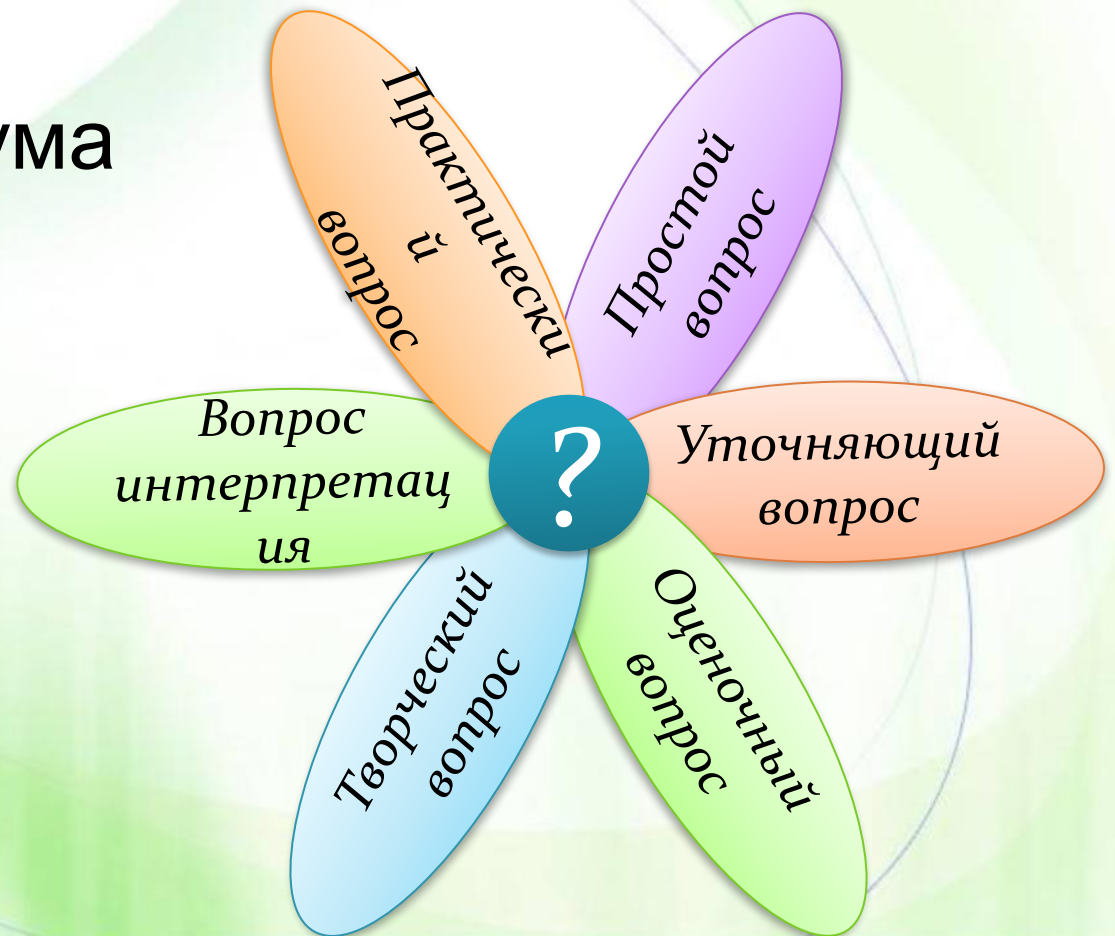 ума
Практически
й
вопрос
Простой
вопрос
Вопрос
интерпретац
ия
?
Уточняющий
вопрос
Творческий
вопрос
Оценочный
вопрос